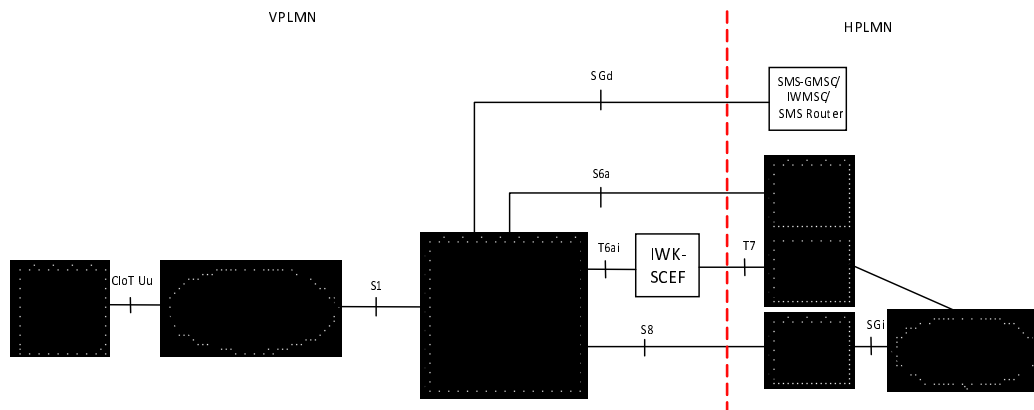 VPLMN
HPLMN
SGd
SMS-GMSC/
IWMSC/
SMS Router
S6a
T6ai
IWK-
SCEF
T7
CIoT Uu
S1
S8
SGi